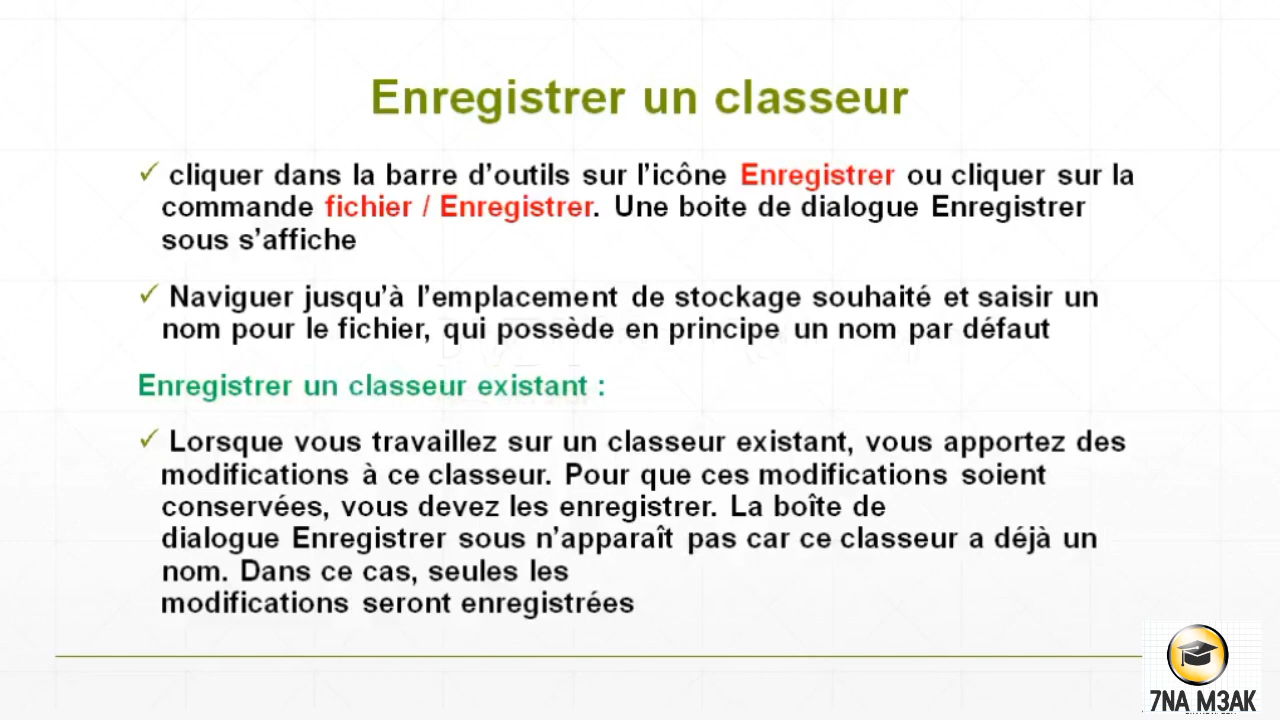 Enregistrer un classeur
✓ cliquer dans la barre d’outils sur l’icône Enregistrer ou cliquer sur la
commande fichier / Enregistrer. Une boite de dialogue Enregistrer
sous s’affiche
✓ Naviguer jusqu’à l’emplacement de stockage souhaité et saisir un
nom pour le fichier, qui possède en principe un nom par défaut
Enregistrer un classeur existant :
✓ Lorsque vous travaillez sur un classeur existant, vous apportez des
modifications à ce classeur. Pour que ces modifications soient
conservées, vous devez les enregistrer. La boîte de
dialogue Enregistrer sous n’apparaît pas car ce classeur a déjà un
nom. Dans ce cas, seules les
modifications seront enregistrées
7NA M3AK